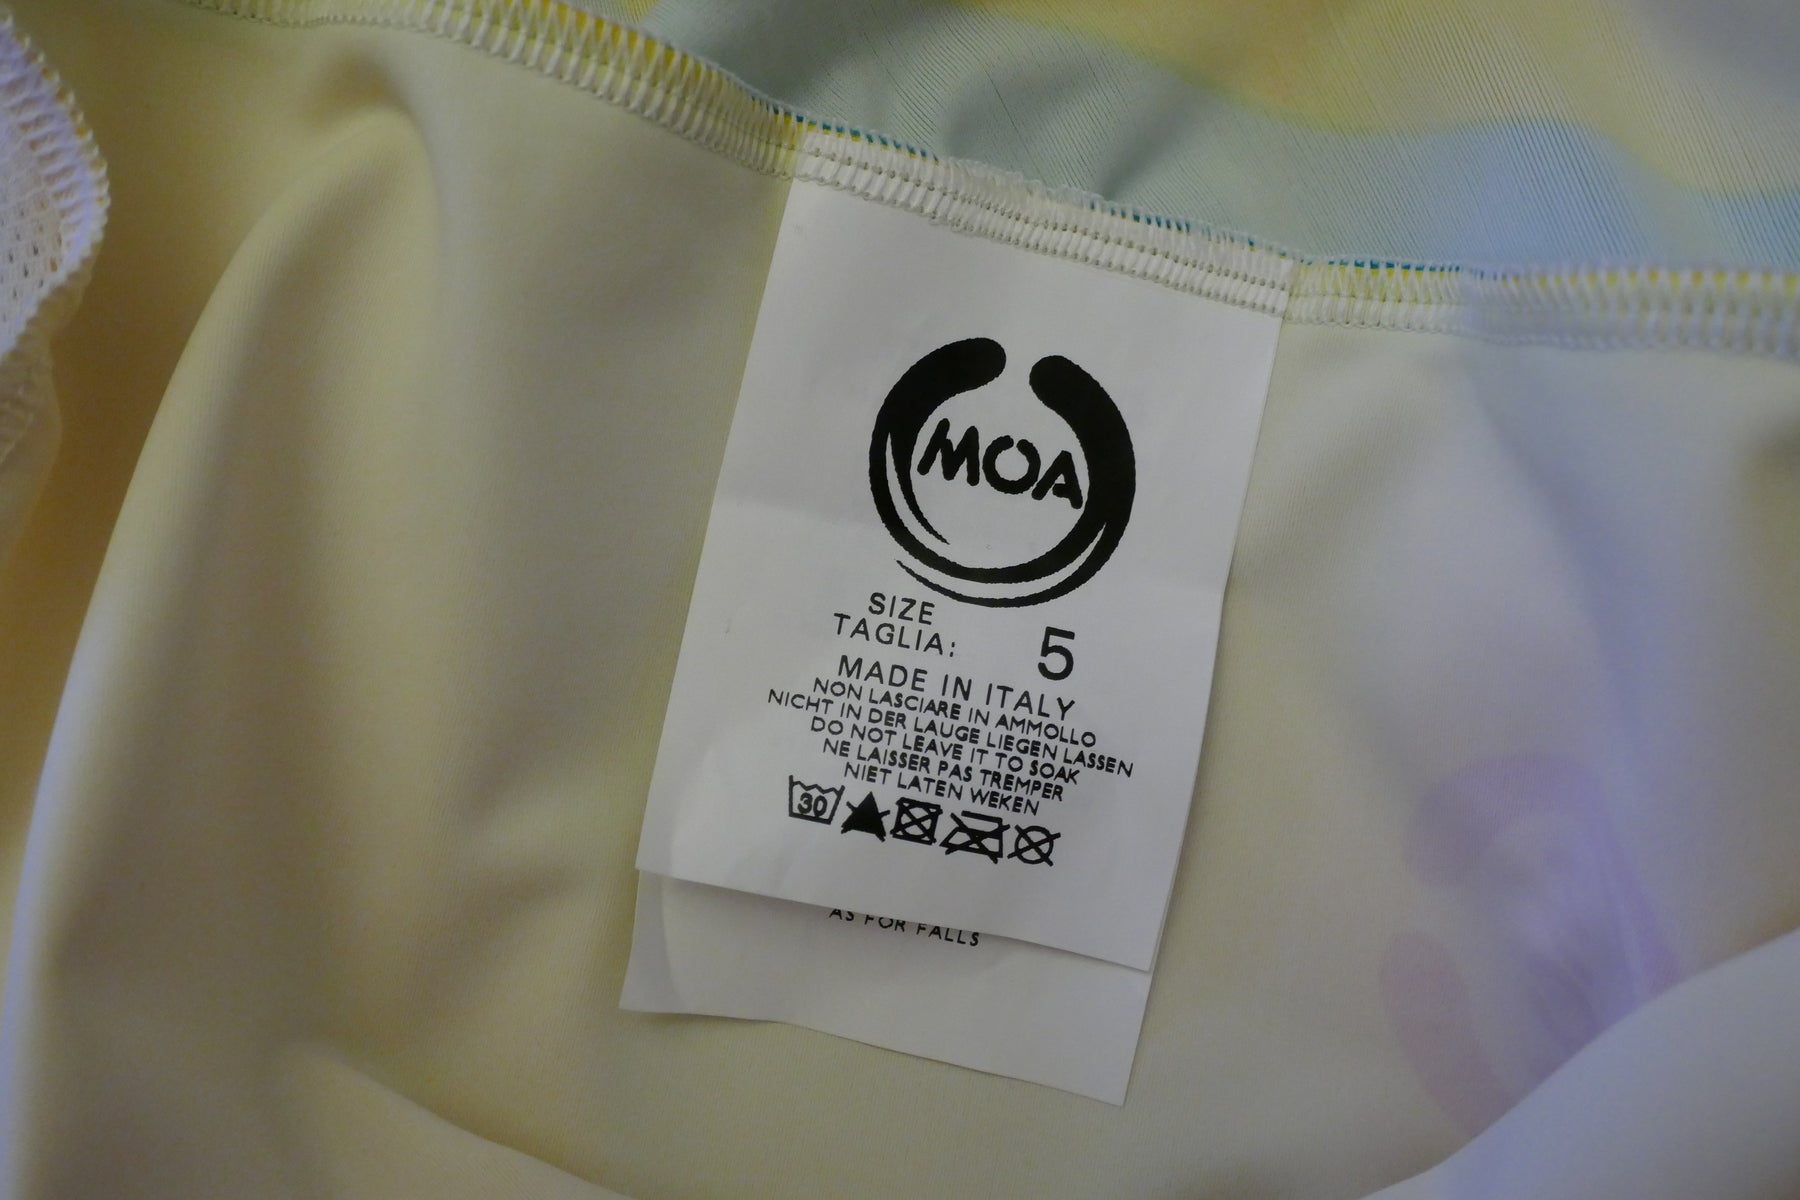 MOA
SIZE
TAGLIA: 5
MADE IN ITALY
NON LASCIARE IN AMMOLLO
NICHT IN DER LAUGE LIEGEN LASSEN
DO NOT LEAVE IT TO SOAK
NE LAISSER PAS TREMPER
NIET LATEN WEKEN
30
AS FOR FALLS